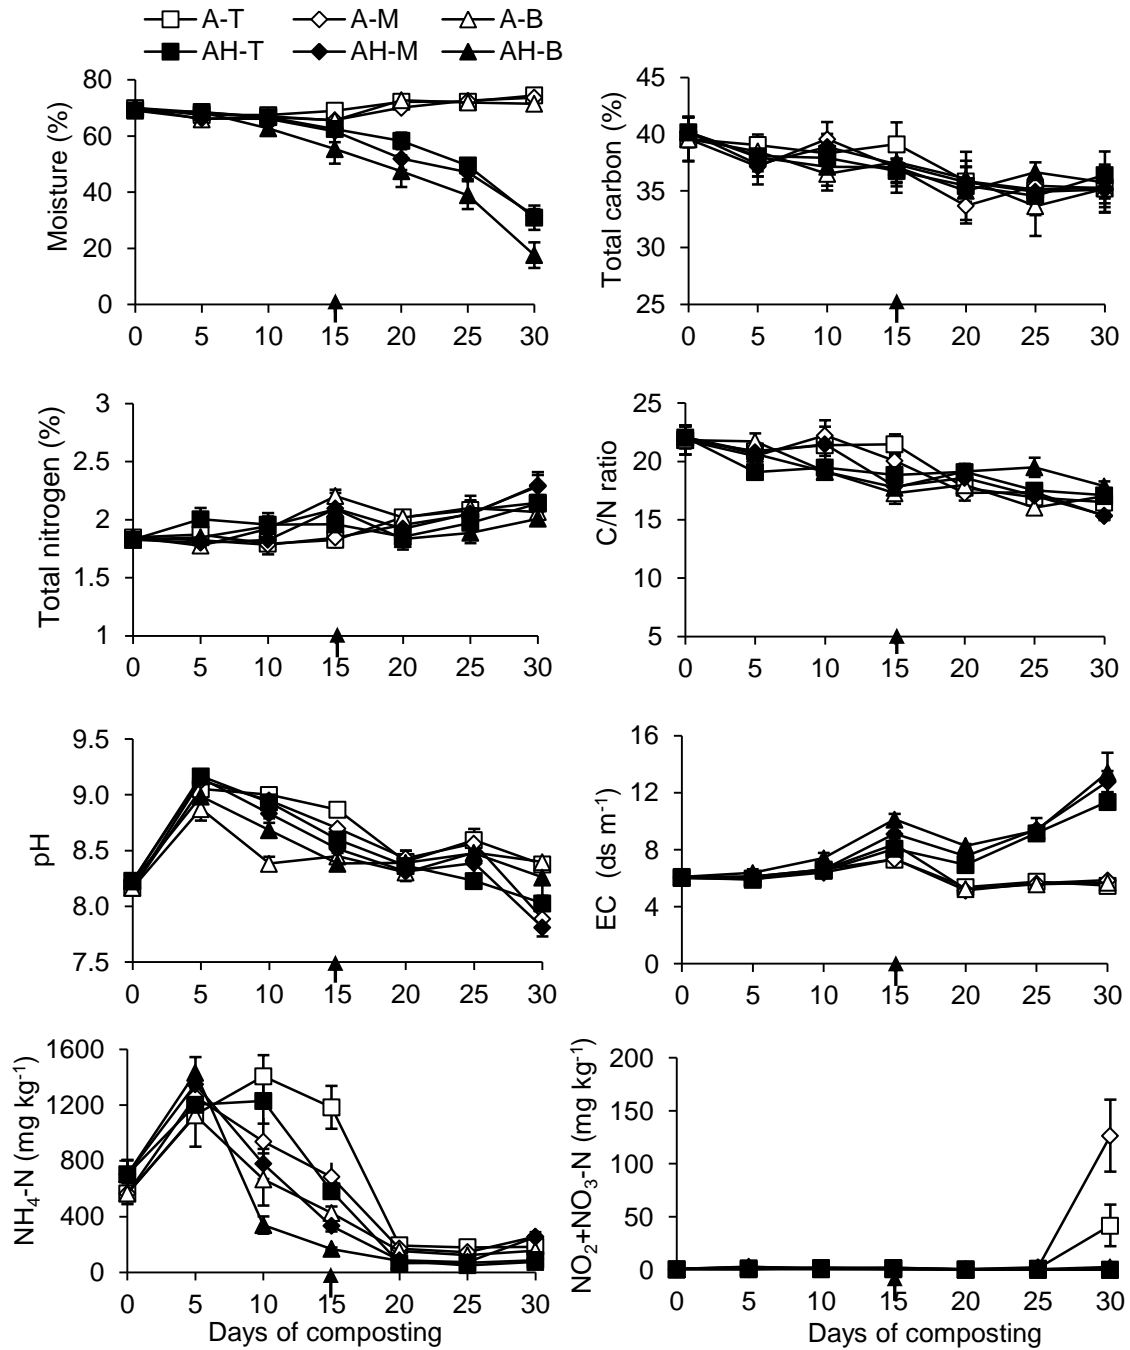 A-T A-M A-B
AH-T AH-M AH-B
Moisture (%)
80
60
40
20
0
0 5 10 15 20 25 30
Total carbon (%)
45
40
35
30
25
0 5 10 15 20 25 30
Total nitrogen (%)
3
2.5
2
1.5
1
0 5 10 15 20 25 30
C/N ratio
25
20
15
10
5
0 5 10 15 20 25 30
pH
9.5
9.0
8.5
8.0
7.5
0 5 10 15 20 25 30
EC (ds m⁻¹)
16
12
8
4
0
0 5 10 15 20 25 30
NH₄-N (mg kg⁻¹)
1600
1200
800
400
0
0 5 10 15 20 25 30
Days of composting
NO₂+NO₃-N (mg kg⁻¹)
200
150
100
50
0
0 5 10 15 20 25 30
Days of composting